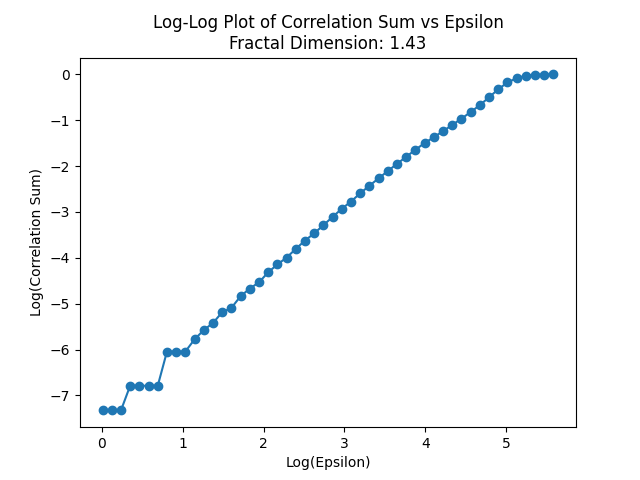 Log-Log Plot of Correlation Sum vs Epsilon
Fractal Dimension: 1.43
0
−1
−2
−3
−4
−5
−6
−7
Log(Correlation Sum)
0 1 2 3 4 5
Log(Epsilon)